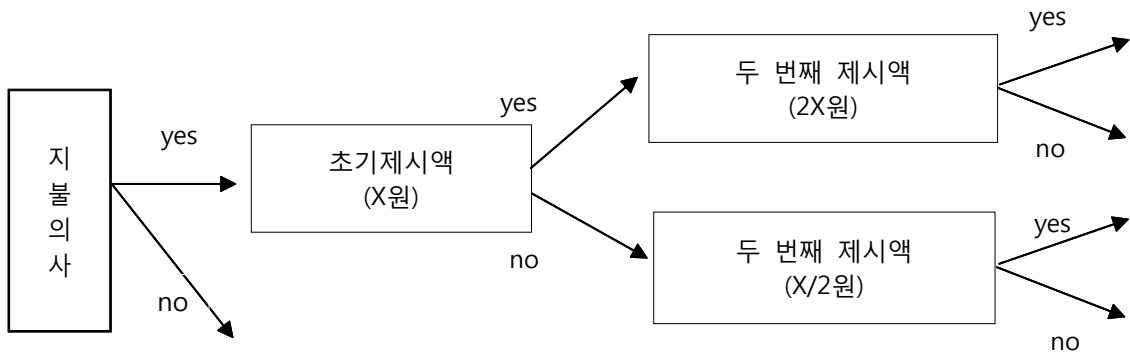 지
불
의
사
yes
no
초기제시액
(X원)
yes
no
두 번째 제시액
(2X원)
yes
no
두 번째 제시액
(X/2원)
yes
no